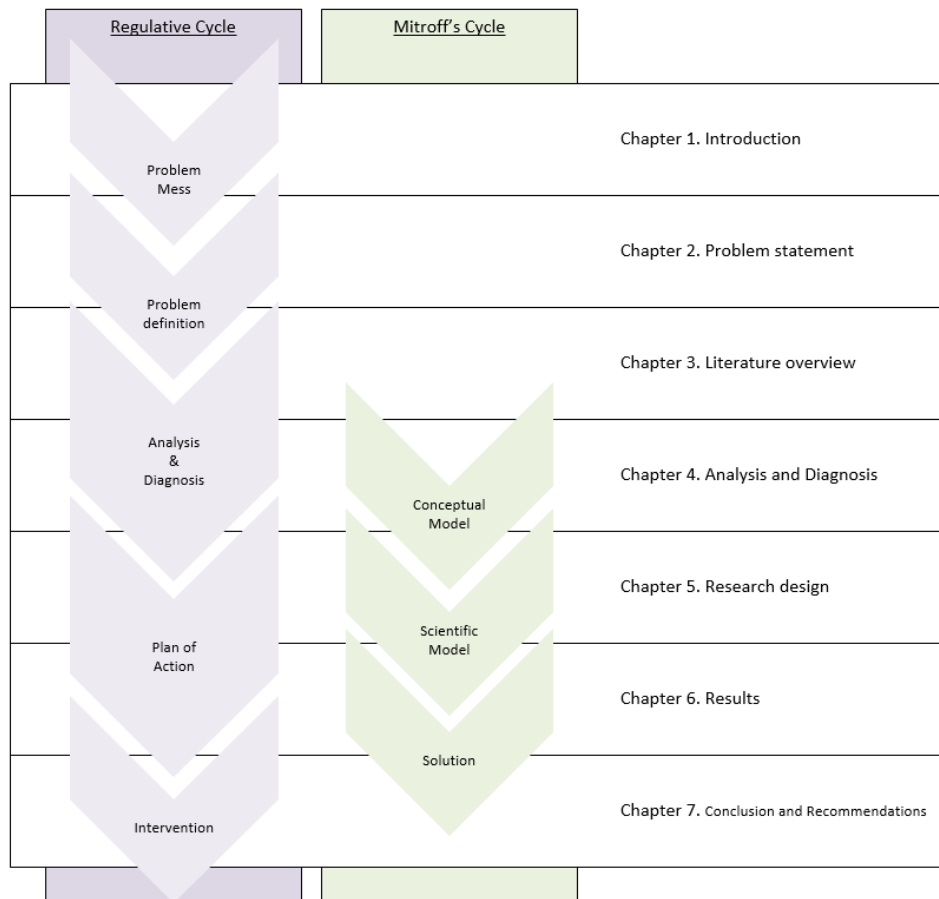 Regulative Cycle
Mitroff's Cycle
Chapter 1. Introduction
Problem
Mess
Chapter 2. Problem statement
Problem
definition
Chapter 3. Literature overview
Analysis
&
Diagnosis
Chapter 4. Analysis and Diagnosis
Conceptual
Model
Chapter 5. Research design
Scientific
Model
Plan of
Action
Chapter 6. Results
Solution
Chapter 7. Conclusion and Recommendations
Intervention